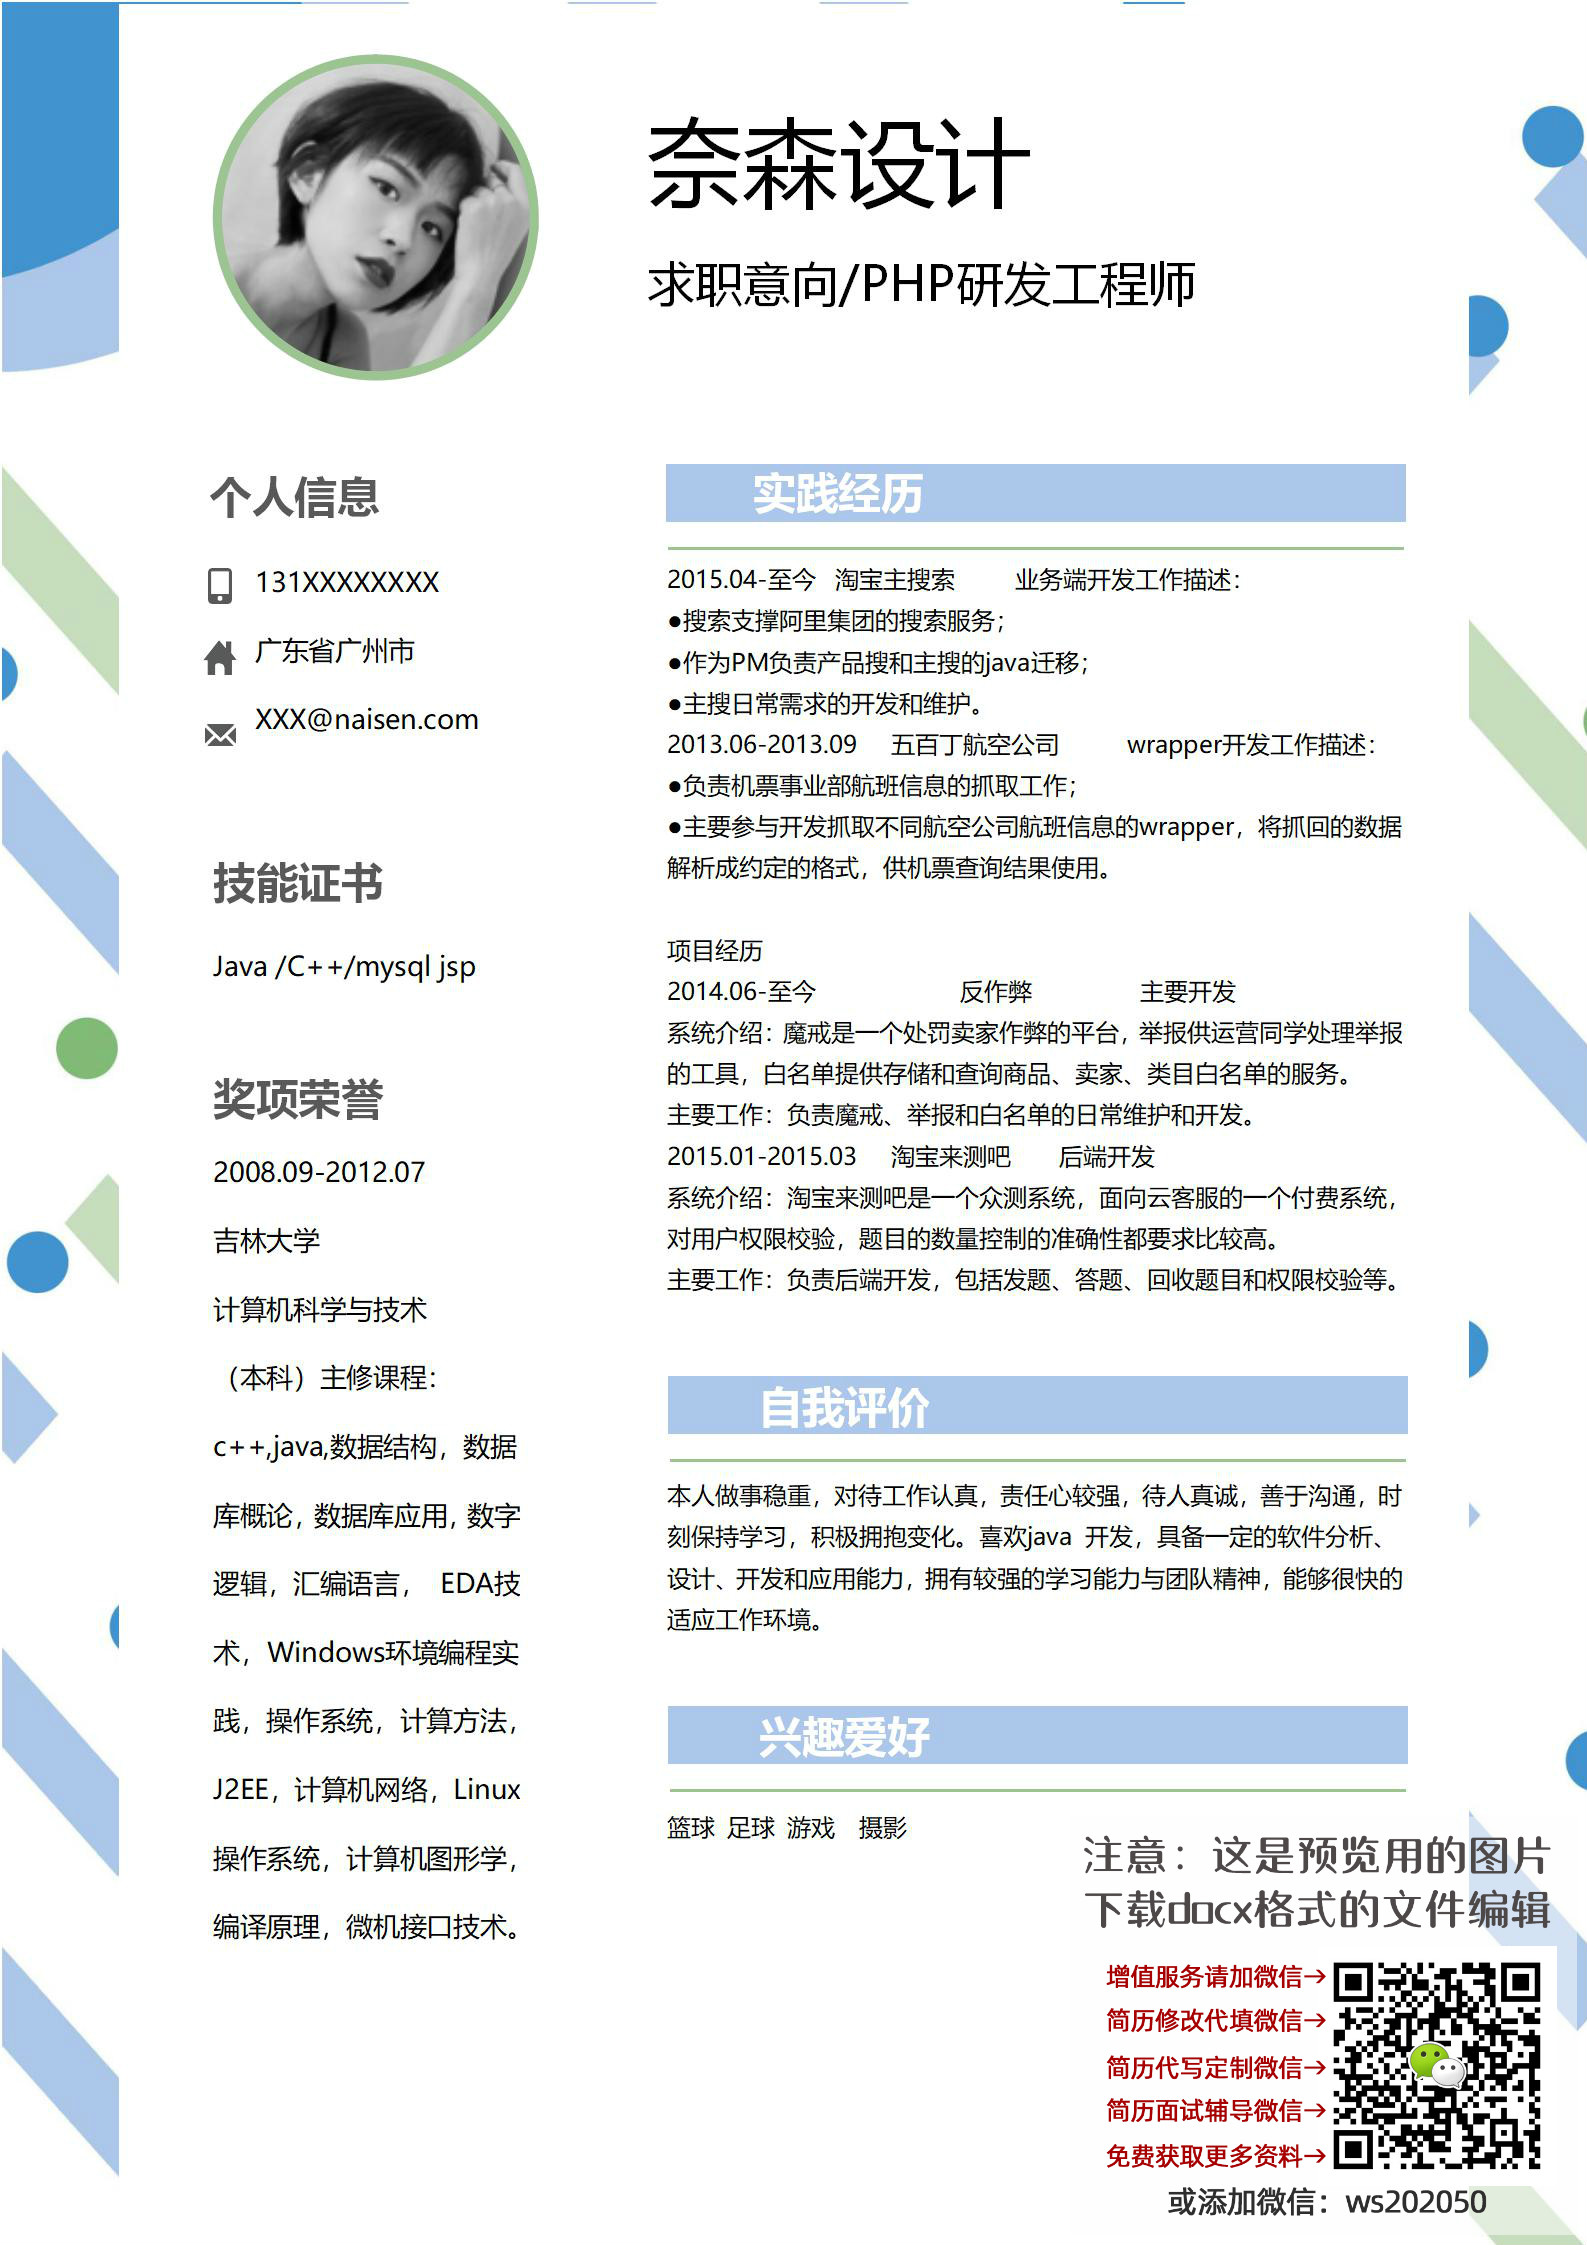 奈森设计
求职意向/PHP研发工程师
个人信息
131XXXXXXXX
广东省广州市
XXX@naisen.com
技能证书
Java /C++/mysql jsp
奖项荣誉
2008.09-2012.07
吉林大学
计算机科学与技术
（本科）主修课程：
c++,java,数据结构，数据
库概论，数据库应用，数字
逻辑，汇编语言， EDA技
术，Windows环境编程实
践，操作系统，计算方法，
J2EE，计算机网络，Linux
操作系统，计算机图形学，
编译原理，微机接口技术。
实践经历
2015.04-至今 淘宝主搜索 业务端开发工作描述：
●搜索支撑阿里集团的搜索服务；
●作为PM负责产品搜和主搜的java迁移；
●主搜日常需求的开发和维护。
2013.06-2013.09 五百丁航空公司 wrapper开发工作描述：
●负责机票事业部航班信息的抓取工作；
●主要参与开发抓取不同航空公司航班信息的wrapper，将抓回的数据
解析成约定的格式，供机票查询结果使用。
项目经历
2014.06-至今 反作弊 主要开发
系统介绍：魔戒是一个处罚卖家作弊的平台，举报供运营同学处理举报
的工具，白名单提供存储和查询商品、卖家、类目白名单的服务。
主要工作：负责魔戒、举报和白名单的日常维护和开发。
2015.01-2015.03 淘宝来测吧 后端开发
系统介绍：淘宝来测吧是一个众测系统，面向云客服的一个付费系统，
对用户权限校验，题目的数量控制的准确性都要求比较高。
主要工作：负责后端开发，包括发题、答题、回收题目和权限校验等。
自我评价
本人做事稳重，对待工作认真，责任心较强，待人真诚，善于沟通，时
刻保持学习，积极拥抱变化。喜欢java 开发，具备一定的软件分析、
设计、开发和应用能力，拥有较强的学习能力与团队精神，能够很快的
适应工作环境。
兴趣爱好
篮球 足球 游戏 摄影
注意：这是预览用的图片
下载docx格式的文件编辑
增值服务请加微信→
简历修改代填微信→
简历代写定制微信→
简历面试辅导微信→
免费获取更多资料→
或添加微信：ws202050